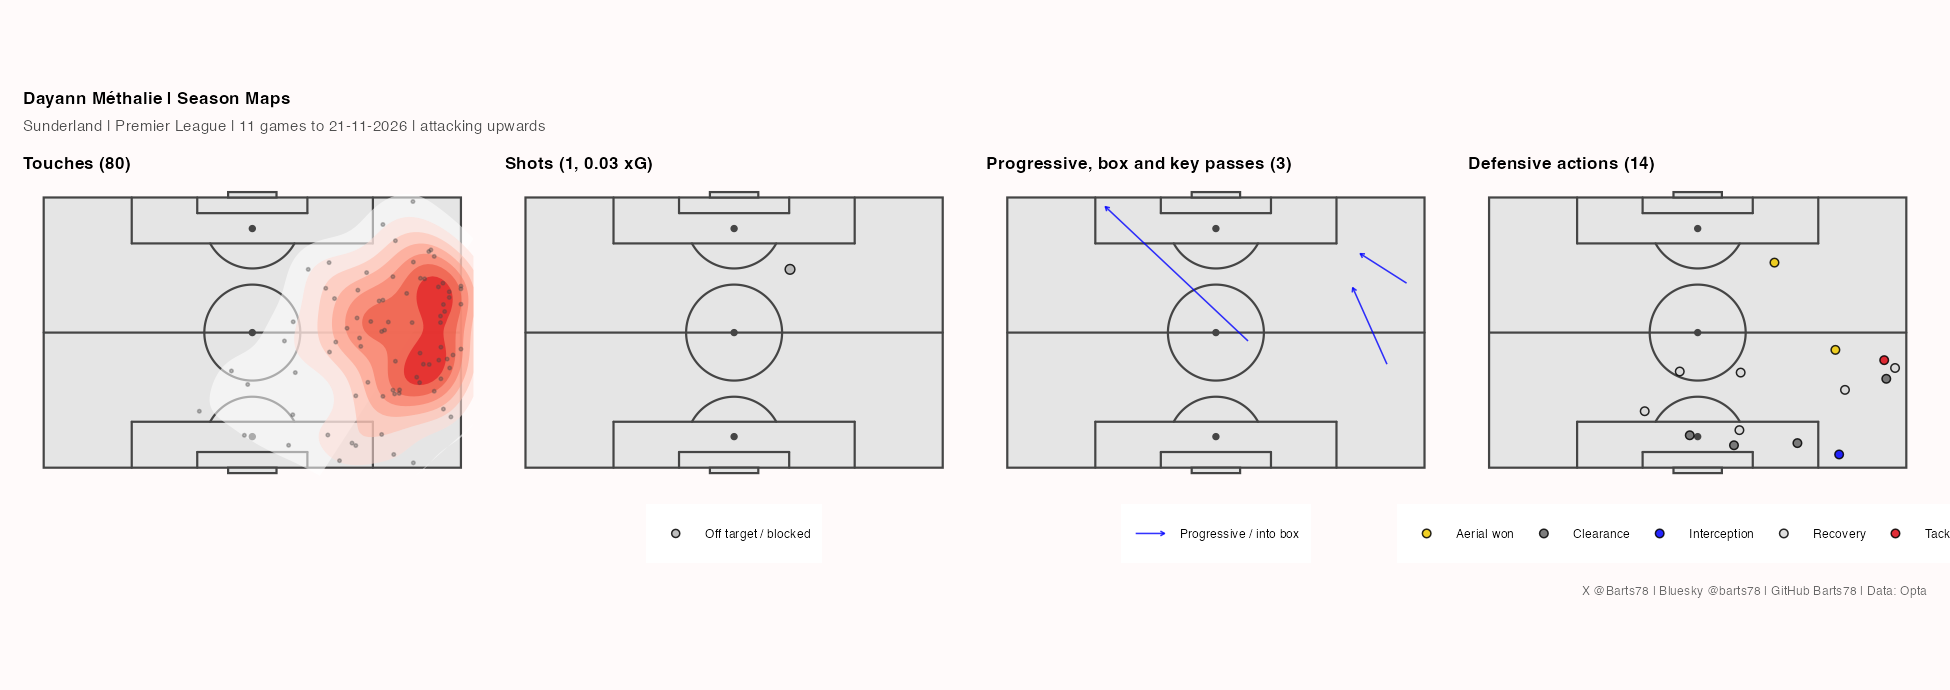 Dayann Méthalie | Season Maps
Sunderland | Premier League | 11 games to 21-11-2026 | attacking upwards
Touches (80)
Shots (1, 0.03 xG)
Progressive, box and key passes (3)
Defensive actions (14)
Off target / blocked
Progressive / into box
Aerial won
Clearance
Interception
Recovery
Tack
X @Barts78 | Bluesky @barts78 | GitHub Barts78 | Data: Opta